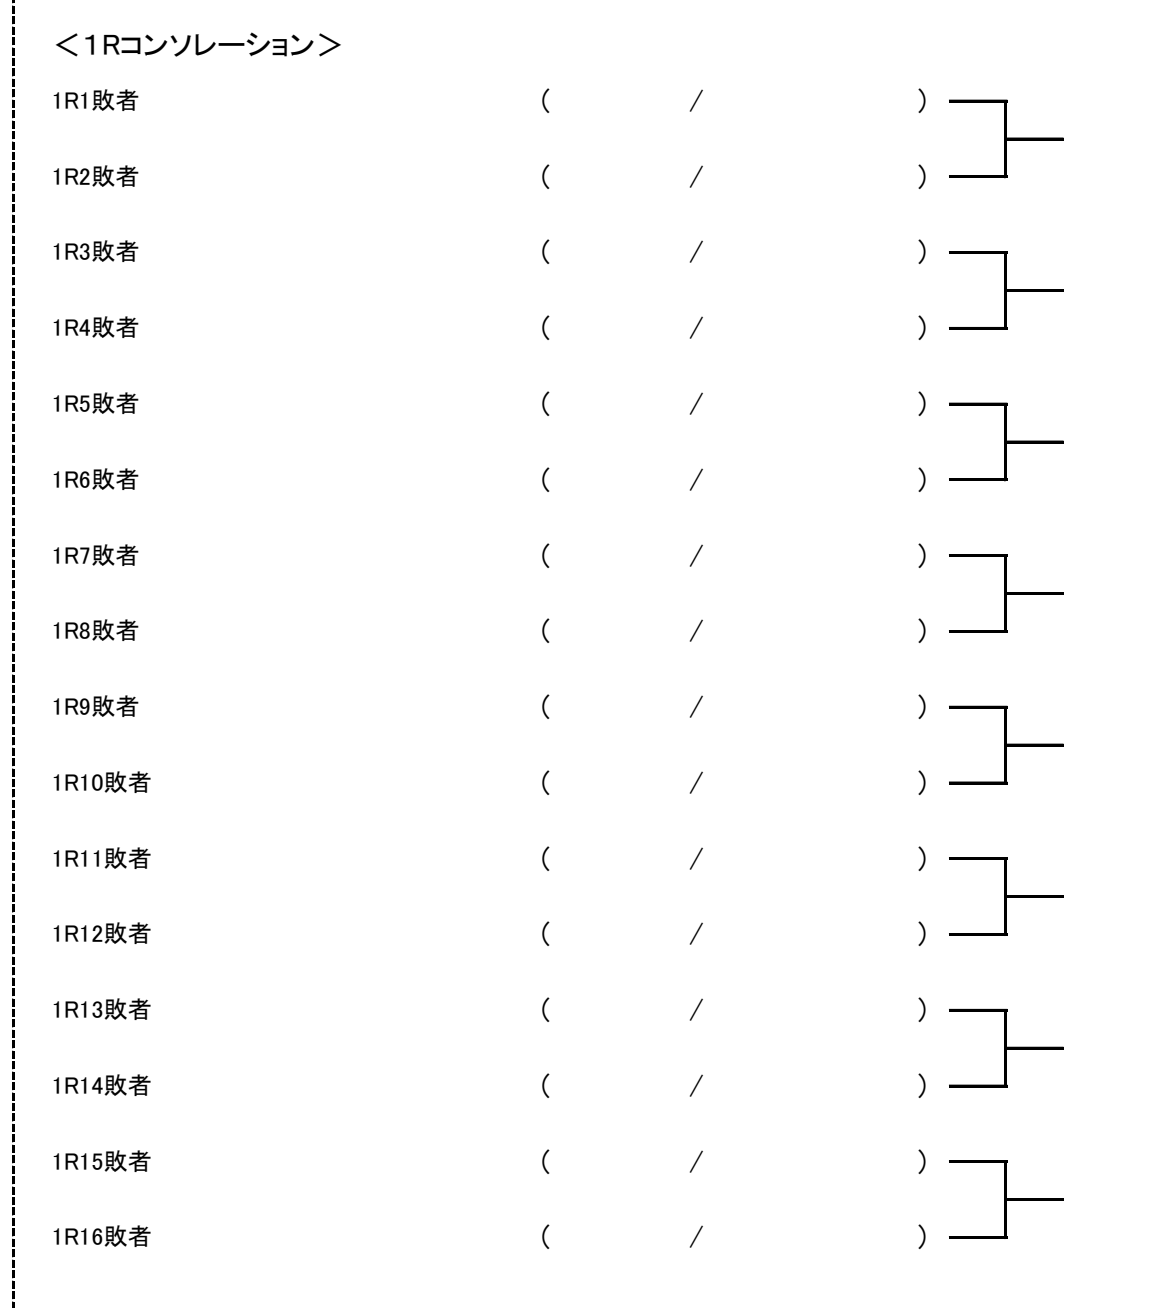 ＜１Rコンソレーション＞
1R1敗者 ( / )
1R2敗者 ( / )
1R3敗者 ( / )
1R4敗者 ( / )
1R5敗者 ( / )
1R6敗者 ( / )
1R7敗者 ( / )
1R8敗者 ( / )
1R9敗者 ( / )
1R10敗者 ( / )
1R11敗者 ( / )
1R12敗者 ( / )
1R13敗者 ( / )
1R14敗者 ( / )
1R15敗者 ( / )
1R16敗者 ( / )